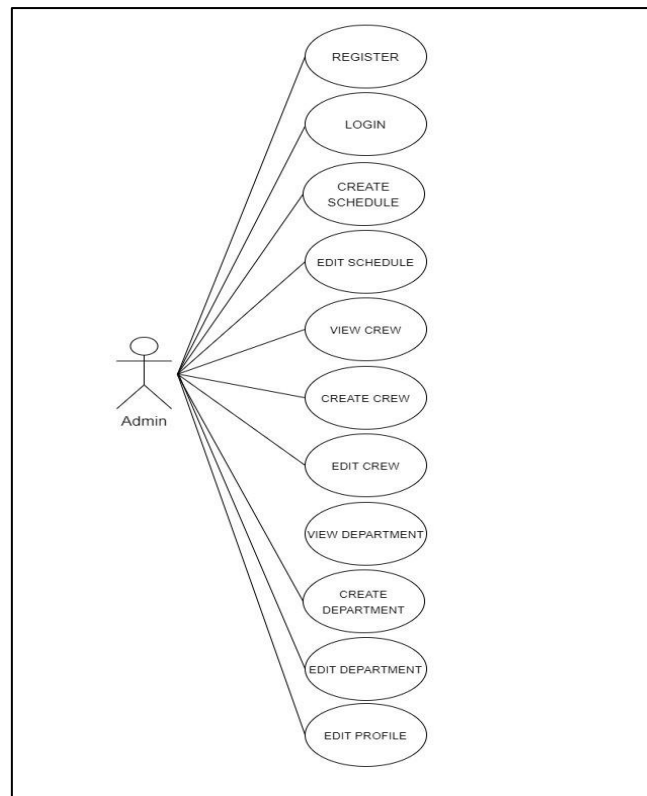 REGISTER
LOGIN
CREATE
SCHEDULE
EDIT SCHEDULE
VIEW CREW
CREATE CREW
Admin
EDIT CREW
VIEW DEPARTMENT
CREATE
DEPARTMENT
EDIT DEPARTMENT
EDIT PROFILE